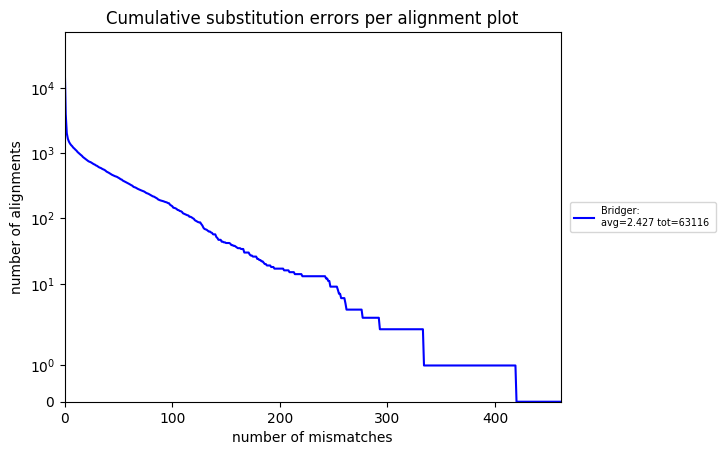 Cumulative substitution errors per alignment plot
number of alignments
10^4
10^3
10^2
10^1
10^0
0
0 100 200 300 400
number of mismatches
Bridger:
avg=2.427 tot=63116